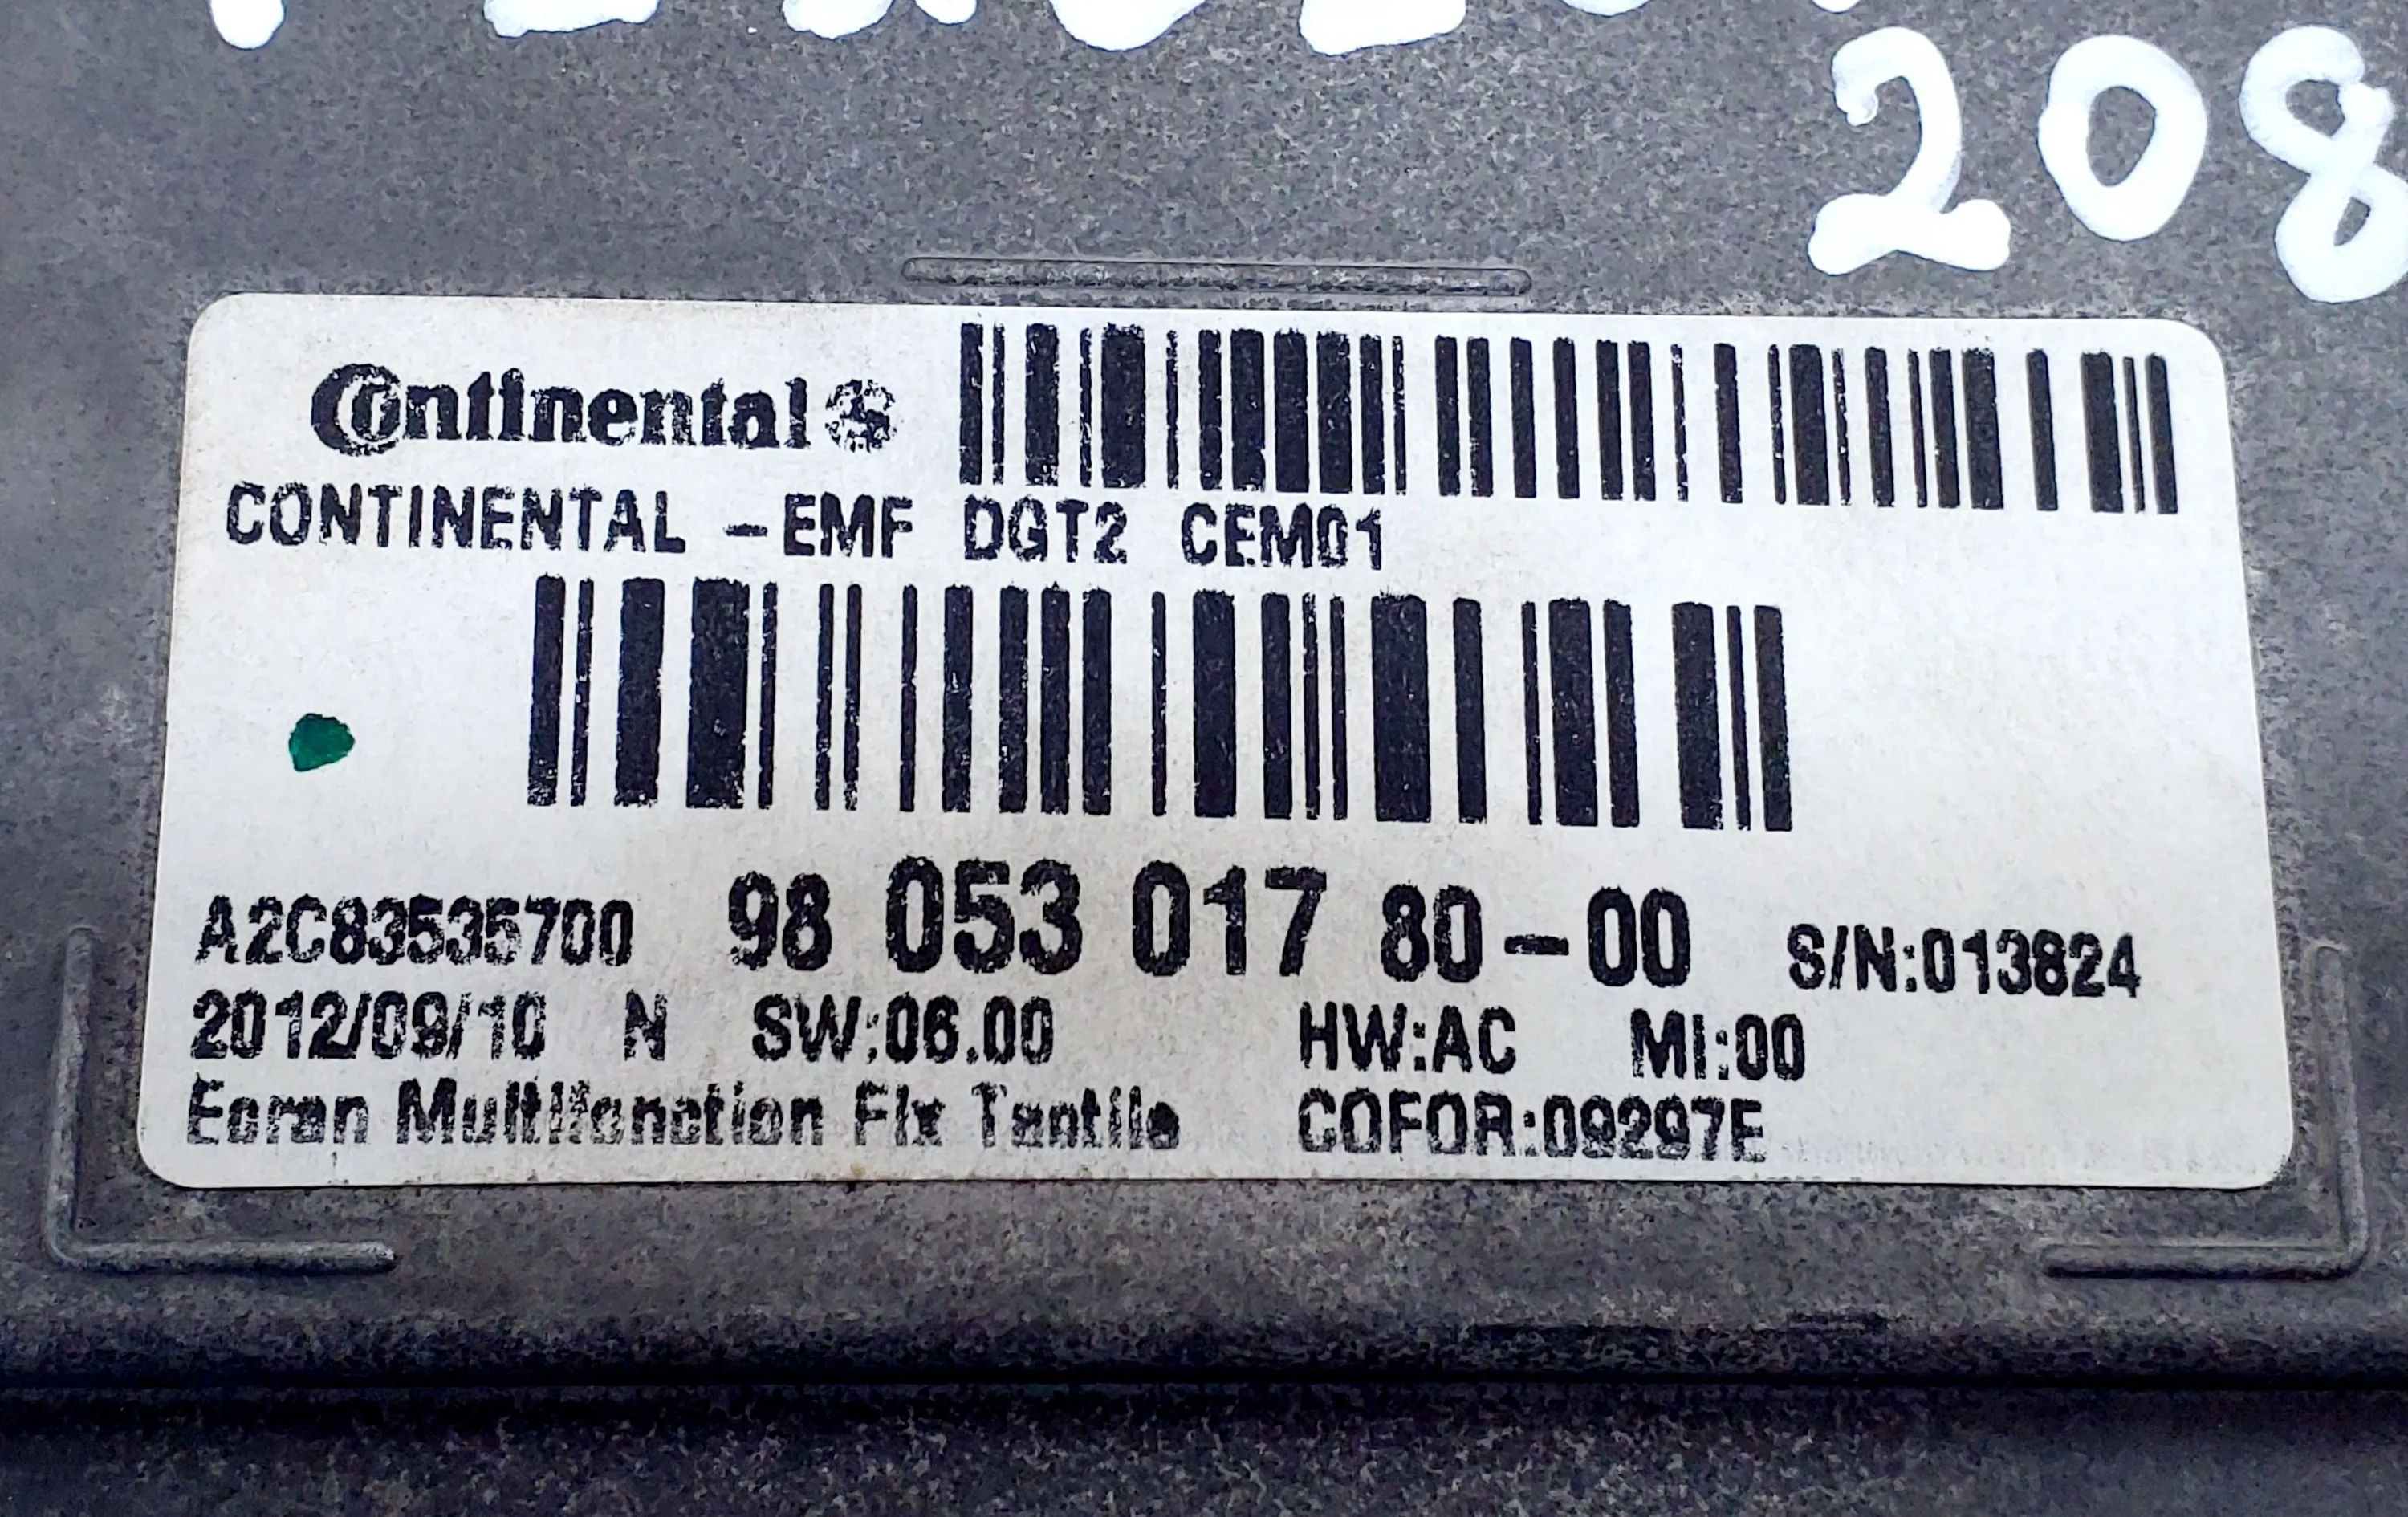 208
Continental
CONTINENTAL -EMF DGT2 CEM01
A2C83535700 98 053 017 80-00 S/N:013824
2012/09/10 N SW:06.00 HW:AC MI:00
Ecran Multifonction Fix Tactile COFOR:09297E